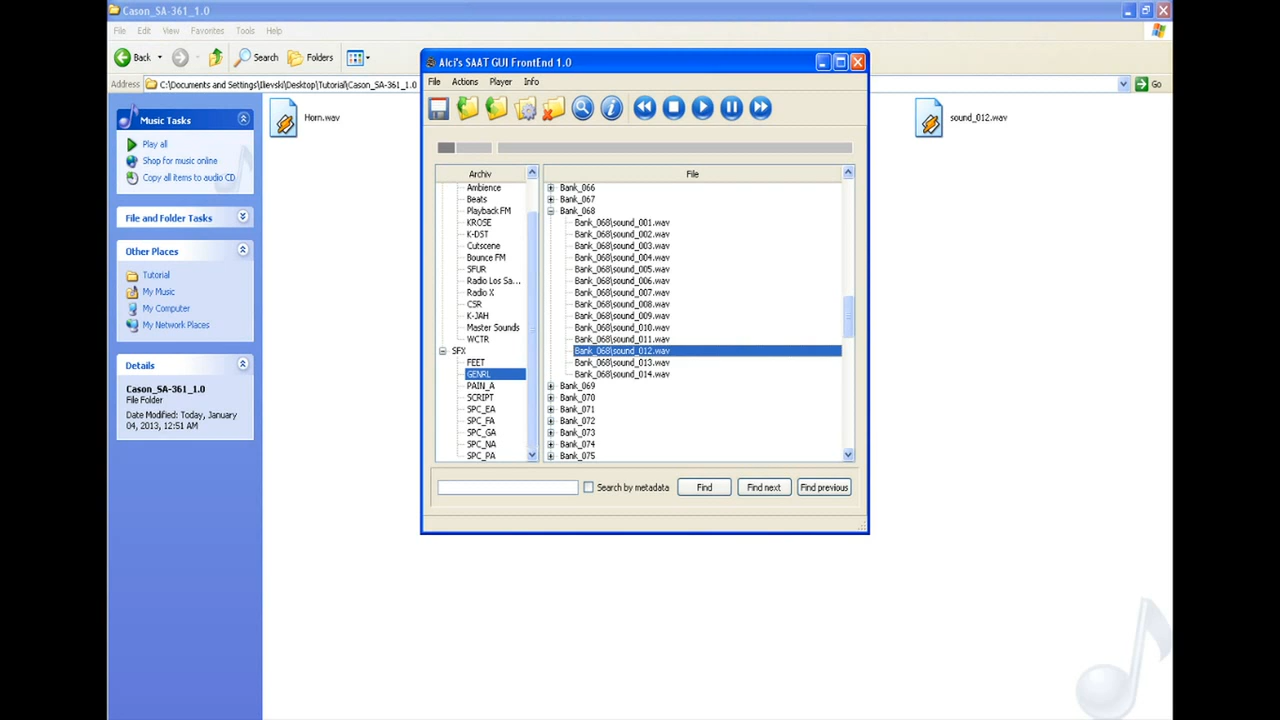 Cason_SA-361_1.0
File Edit View Favorites Tools Help
Back Search Folders
Address C:\Documents and Settings\Ilievski\Desktop\Tutorial\Cason_SA-361_1.0 Go
Music Tasks
Play all
Shop for music online
Copy all items to audio CD
File and Folder Tasks
Other Places
Tutorial
My Music
My Computer
My Network Places
Details
Cason_SA-361_1.0
File Folder
Date Modified: Today, January
04, 2013, 12:51 AM
Horn.wav
sound_012.wav
Alci's SAAT GUI FrontEnd 1.0
File Actions Player Info
Archiv
Ambience
Beats
Playback FM
KROSE
K-DST
Cutscene
Bounce FM
SFUR
Radio Los Sa...
Radio X
CSR
K-JAH
Master Sounds
WCTR
SFX
FEET
GENRL
PAIN_A
SCRIPT
SPC_EA
SPC_FA
SPC_GA
SPC_NA
SPC_PA
File
Bank_066
Bank_067
Bank_068
Bank_068\sound_001.wav
Bank_068\sound_002.wav
Bank_068\sound_003.wav
Bank_068\sound_004.wav
Bank_068\sound_005.wav
Bank_068\sound_006.wav
Bank_068\sound_007.wav
Bank_068\sound_008.wav
Bank_068\sound_009.wav
Bank_068\sound_010.wav
Bank_068\sound_011.wav
Bank_068\sound_012.wav
Bank_068\sound_013.wav
Bank_068\sound_014.wav
Bank_069
Bank_070
Bank_071
Bank_072
Bank_073
Bank_074
Bank_075
Search by metadata Find Find next Find previous